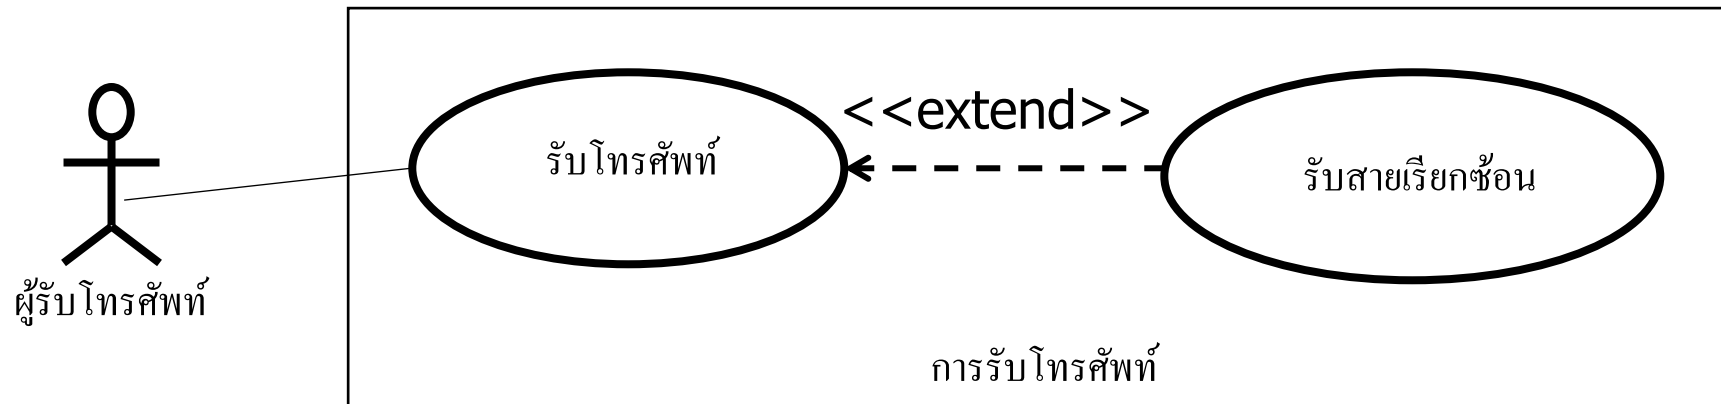 <<extend>>
รับโทรศัพท์
รับสายเรียกซ้อน
ผู้รับโทรศัพท์
การรับโทรศัพท์